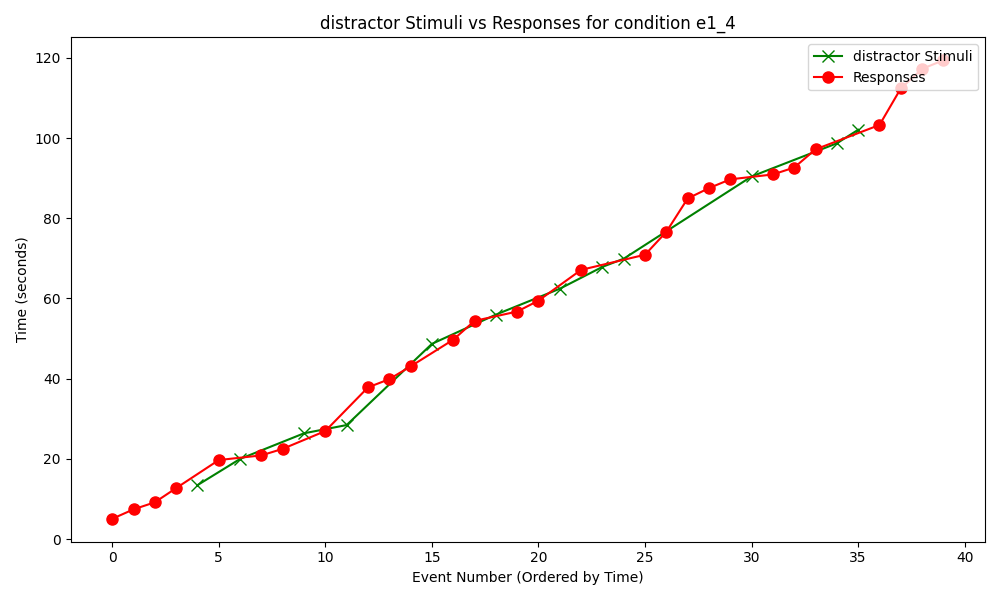 distractor Stimuli vs Responses for condition e1_4
distractor Stimuli
Responses
Time (seconds)
120
100
80
60
40
20
0
0 5 10 15 20 25 30 35 40
Event Number (Ordered by Time)